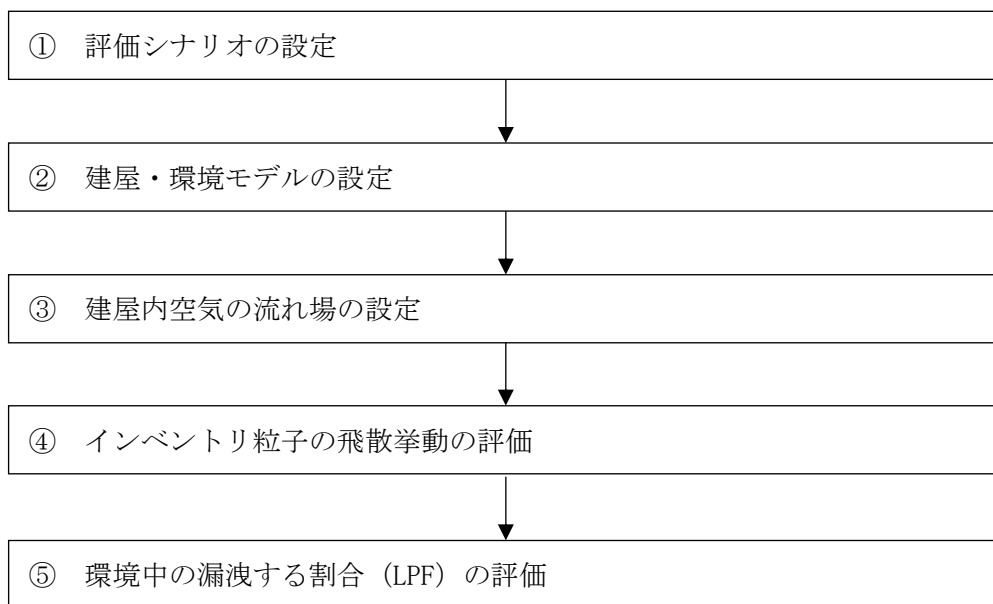 ① 評価シナリオの設定
② 建屋・環境モデルの設定
③ 建屋内空気の流れ場の設定
④ インベントリ粒子の飛散挙動の評価
⑤ 環境中の漏洩する割合（LPF）の評価